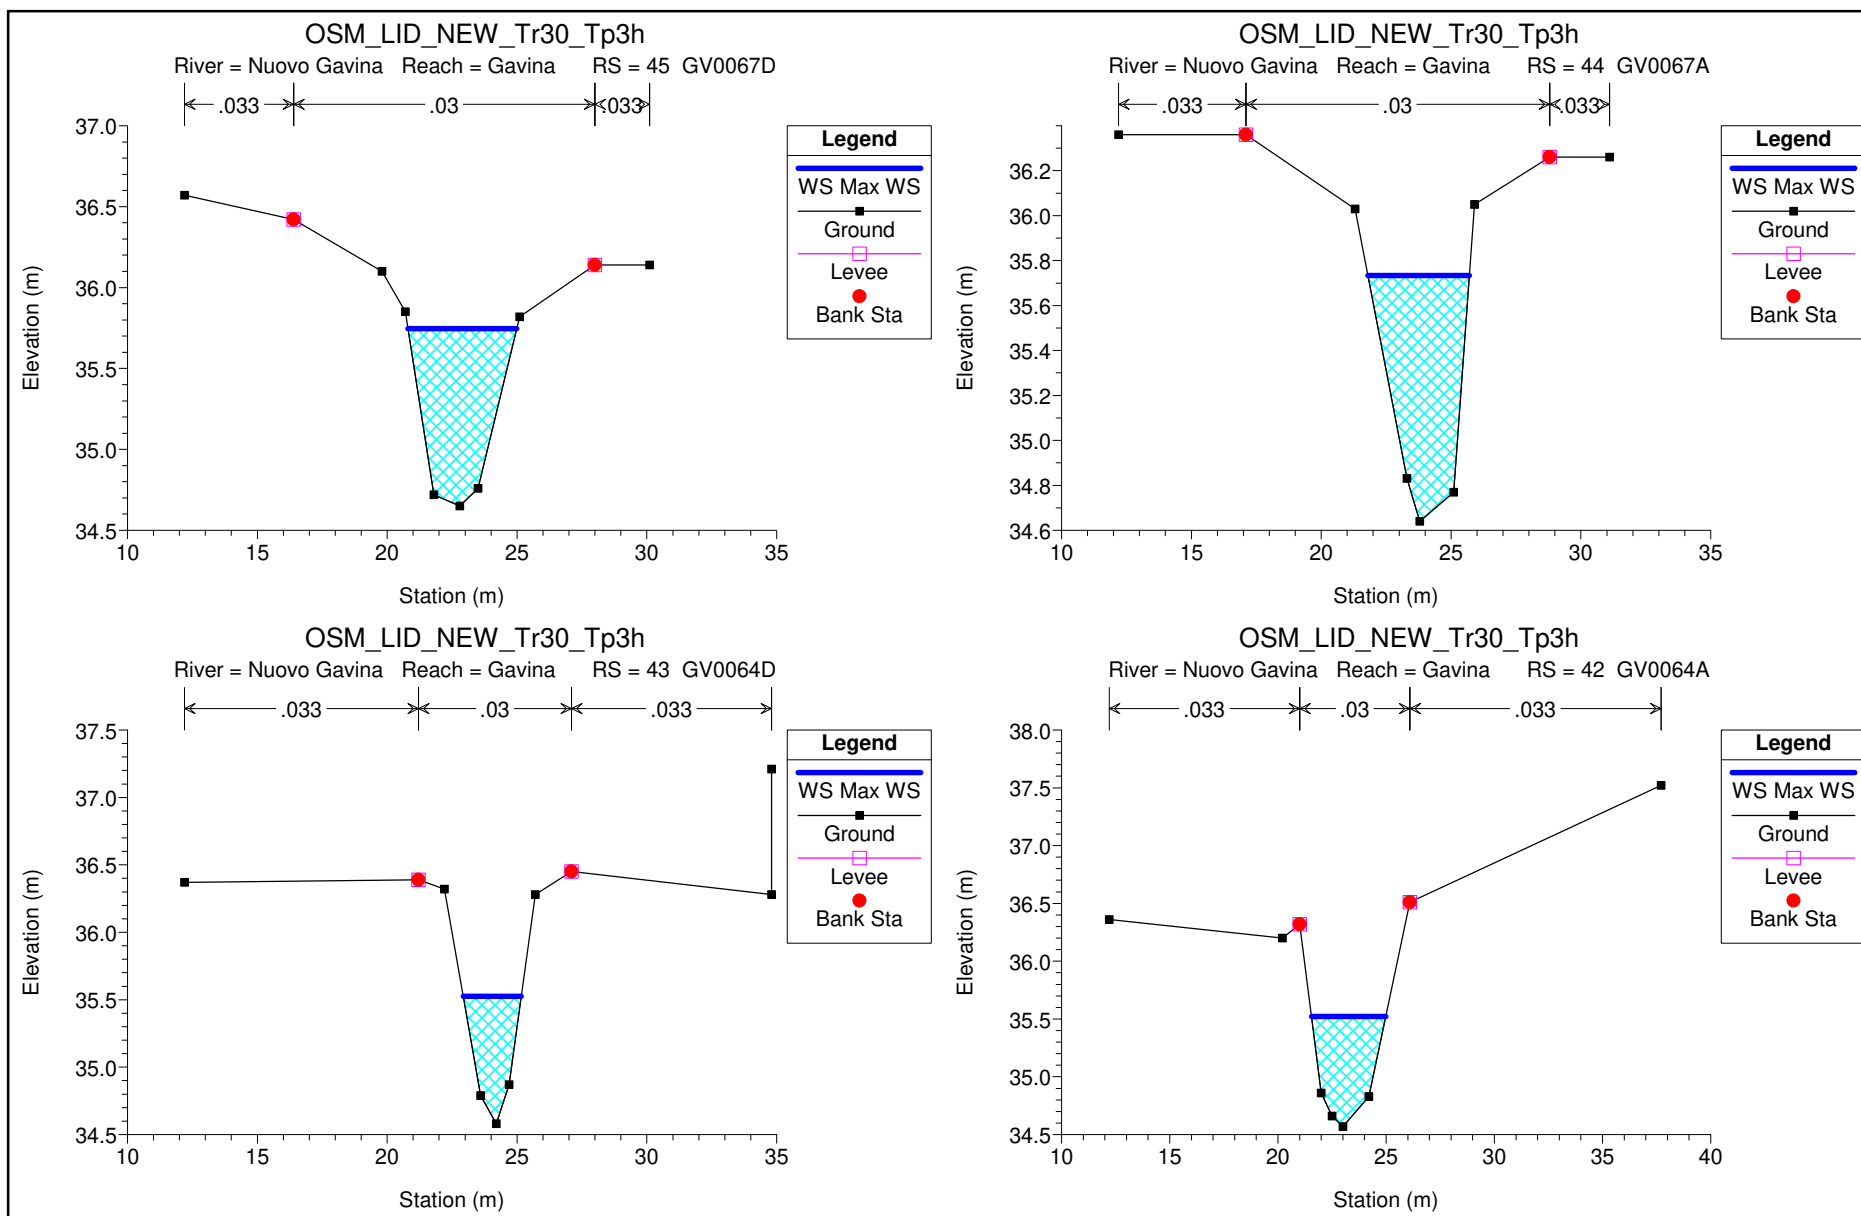 OSM_LID_NEW_Tr30_Tp3h
River = Nuovo Gavina Reach = Gavina RS = 45 GV0067D
.033 .03 .033
37.0
36.5
36.0
35.5
35.0
34.5
10 15 20 25 30 35
Elevation (m)
Station (m)
Legend
WS Max WS
Ground
Levee
Bank Sta
OSM_LID_NEW_Tr30_Tp3h
River = Nuovo Gavina Reach = Gavina RS = 44 GV0067A
.033 .03 .033
36.2
36.0
35.8
35.6
35.4
35.2
35.0
34.8
34.6
10 15 20 25 30 35
Elevation (m)
Station (m)
Legend
WS Max WS
Ground
Levee
Bank Sta
OSM_LID_NEW_Tr30_Tp3h
River = Nuovo Gavina Reach = Gavina RS = 43 GV0064D
.033 .03 .033
37.5
37.0
36.5
36.0
35.5
35.0
34.5
10 15 20 25 30 35
Elevation (m)
Station (m)
Legend
WS Max WS
Ground
Levee
Bank Sta
OSM_LID_NEW_Tr30_Tp3h
River = Nuovo Gavina Reach = Gavina RS = 42 GV0064A
.033 .03 .033
38.0
37.5
37.0
36.5
36.0
35.5
35.0
34.5
10 15 20 25 30 35 40
Elevation (m)
Station (m)
Legend
WS Max WS
Ground
Levee
Bank Sta